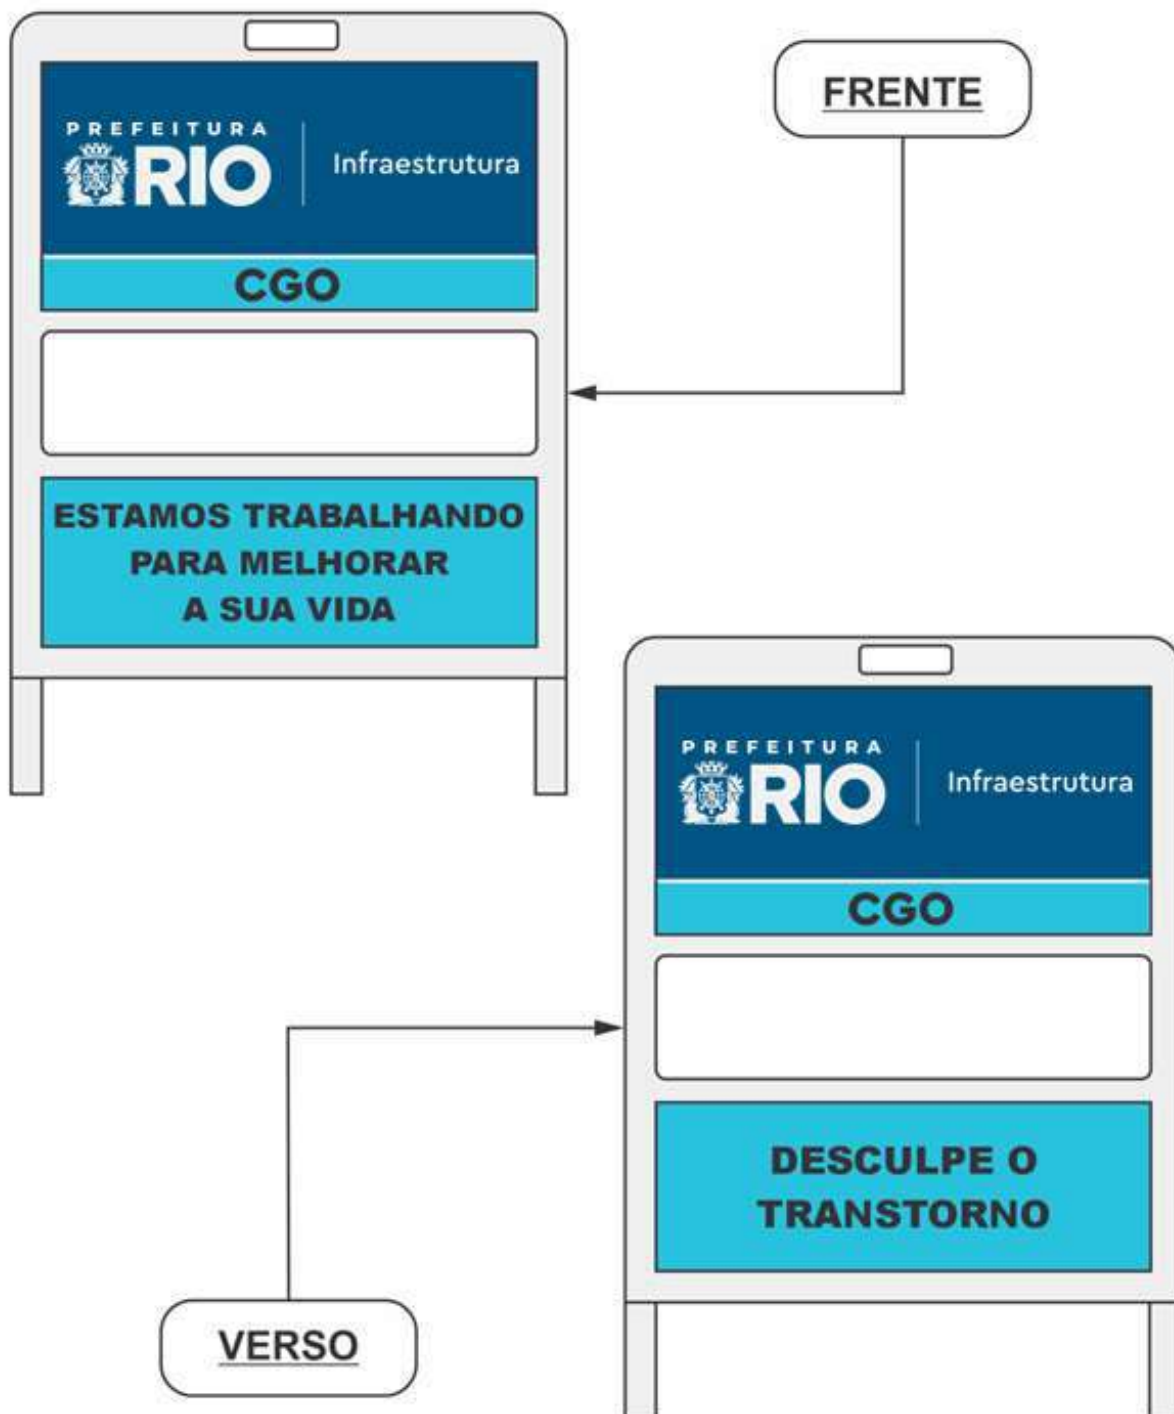 FRENTE
PREFEITURA
RIO
Infraestrutura
CGO
ESTAMOS TRABALHANDO
PARA MELHORAR
A SUA VIDA
PREFEITURA
RIO
Infraestrutura
CGO
DESCULPE O
TRANSTORNO
VERSO